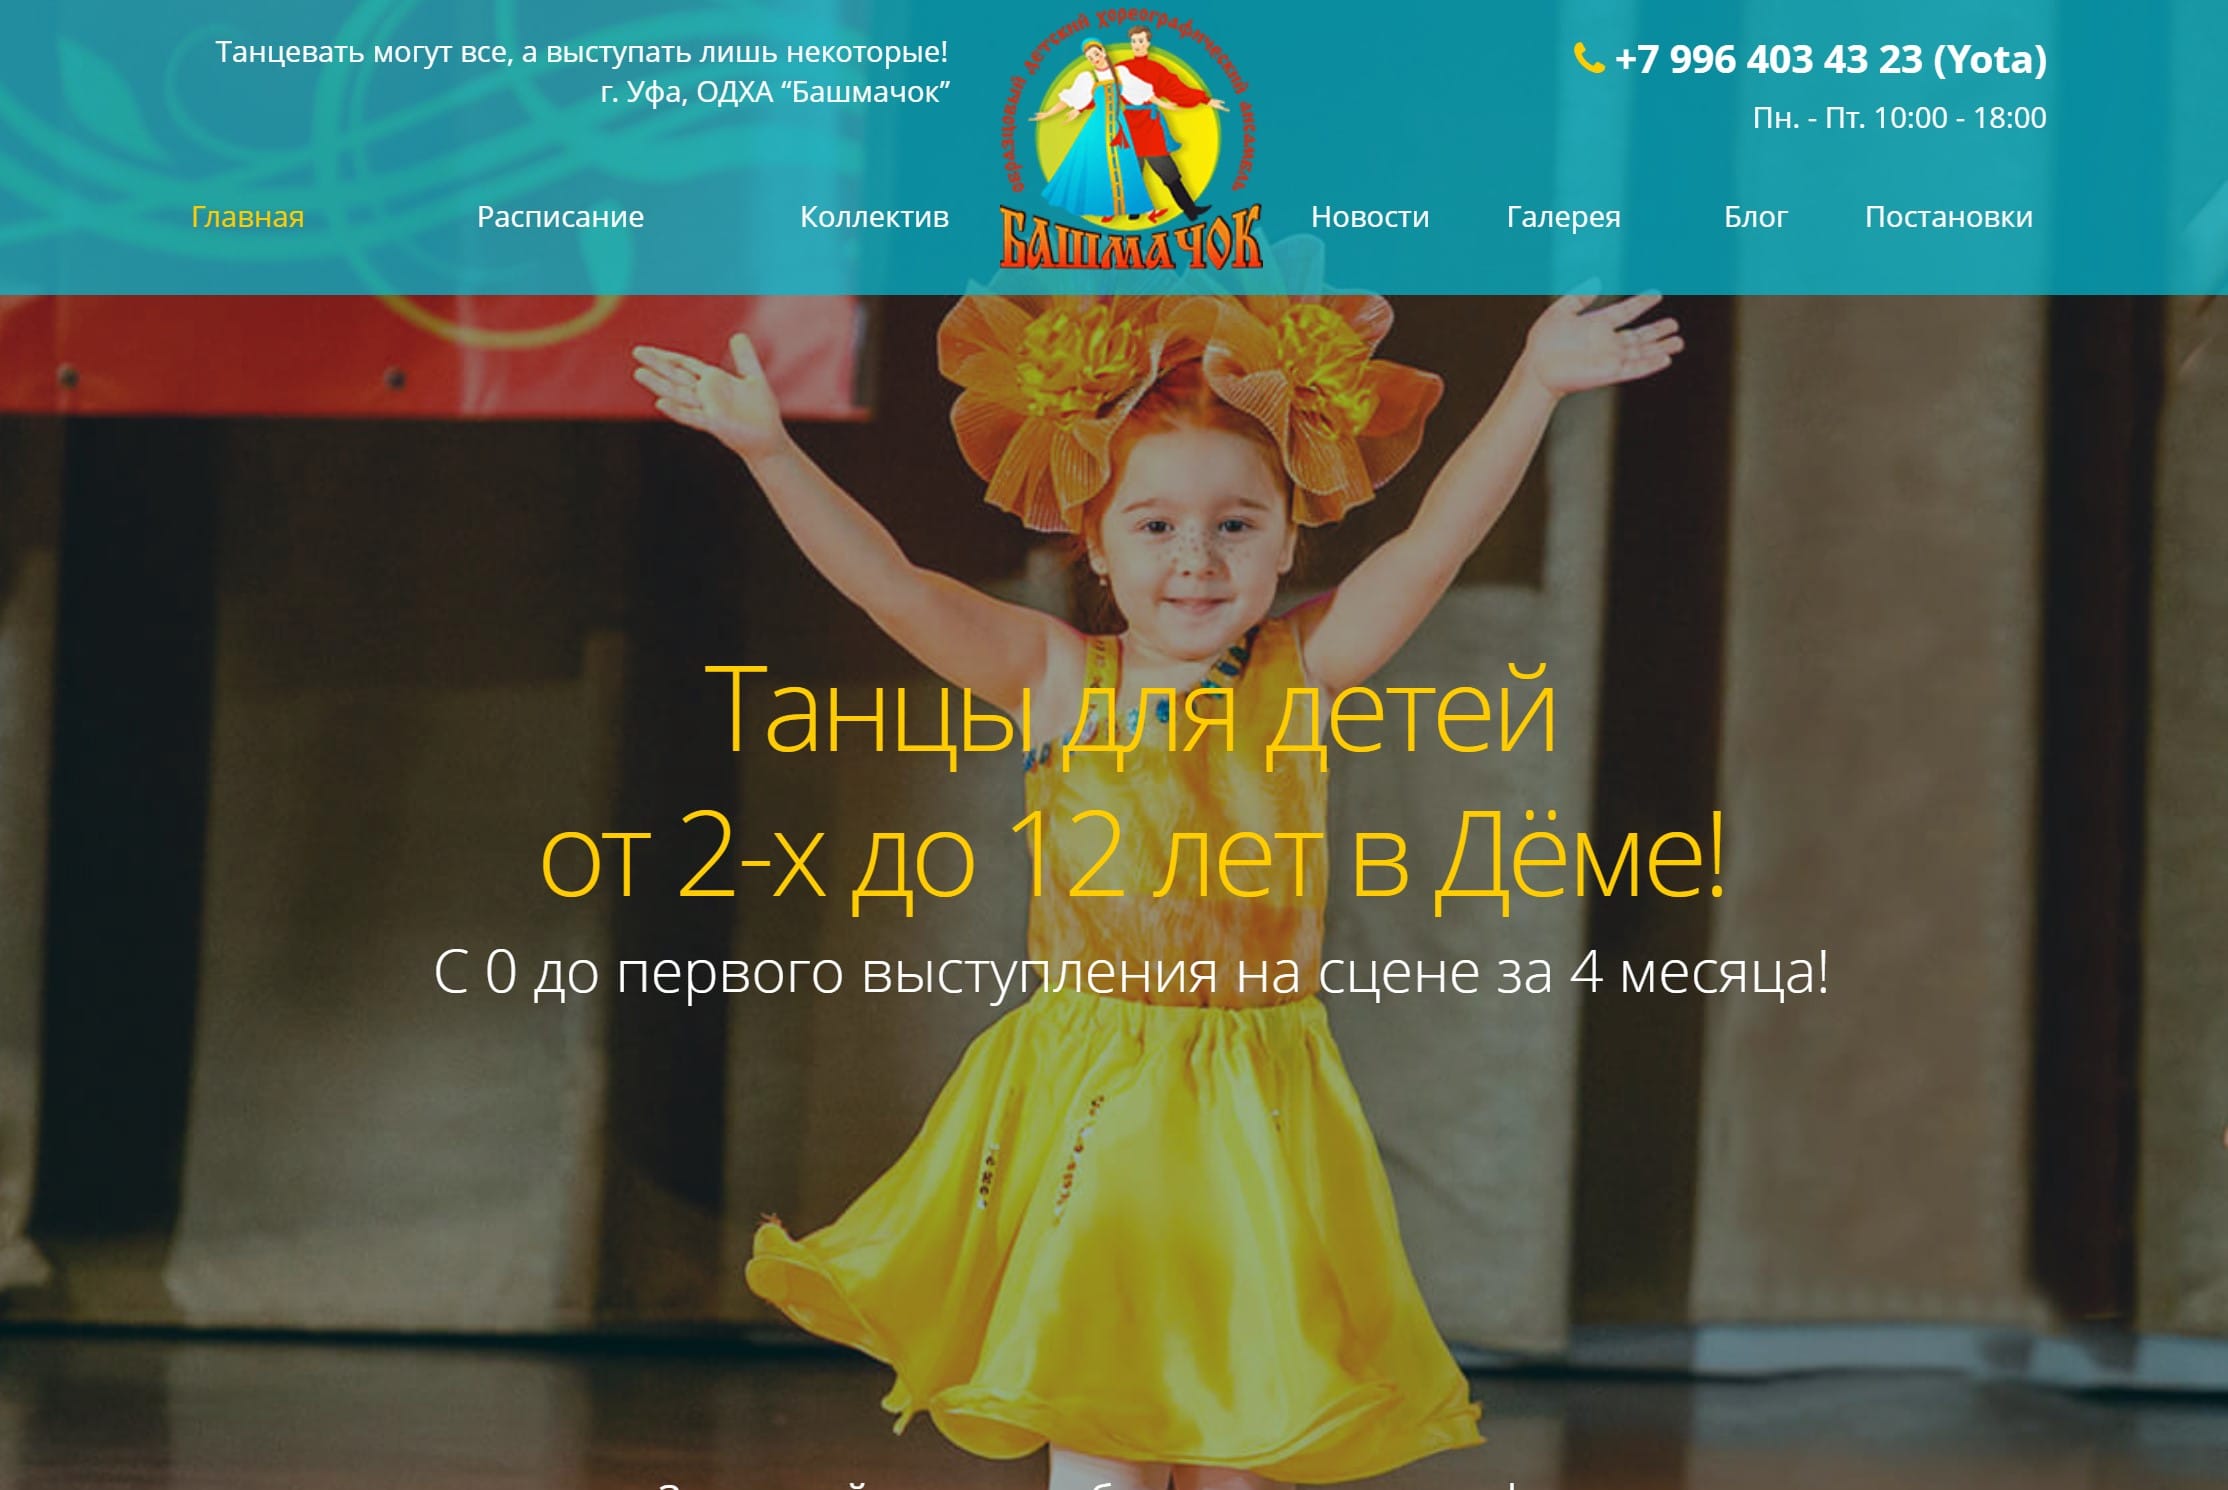 Танцевать могут все, а выступать лишь некоторые!
г. Уфа, ОДХА “Башмачок”
образцовый детский хореографический ансамбль
БАШМАЧОК
+7 996 403 43 23 (Yota)
Пн. - Пт. 10:00 - 18:00
Главная
Расписание
Коллектив
Новости
Галерея
Блог
Постановки
Танцы для детей
от 2-х до 12 лет в Дёме!
С 0 до первого выступления на сцене за 4 месяца!